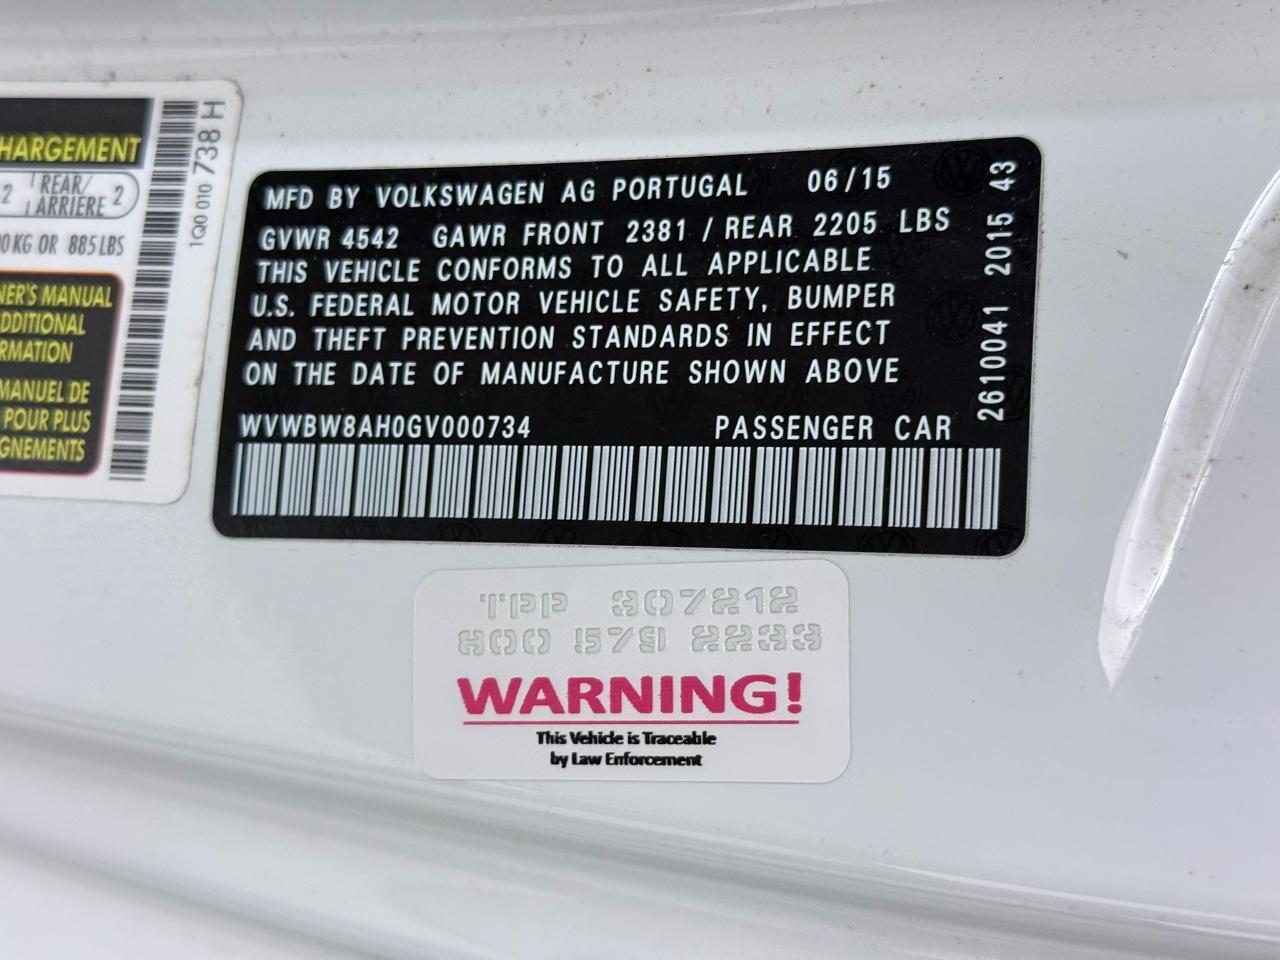 HARGEMENT
2 REAR/ ARRIÈRE 2
0 KG OR 885 LBS
NER'S MANUAL
DDITIONAL
RMATION
MANUEL DE
POUR PLUS
GNEMENTS
1Q0 010 738 H
MFD BY VOLKSWAGEN AG PORTUGAL 06/15
GVWR 4542 GAWR FRONT 2381 / REAR 2205 LBS
THIS VEHICLE CONFORMS TO ALL APPLICABLE
U.S. FEDERAL MOTOR VEHICLE SAFETY, BUMPER
AND THEFT PREVENTION STANDARDS IN EFFECT
ON THE DATE OF MANUFACTURE SHOWN ABOVE
WVWBW8AH0GV000734 PASSENGER CAR
2610041 2015 43
TPP 307212
800 579 2233
WARNING!
This Vehicle is Traceable
by Law Enforcement